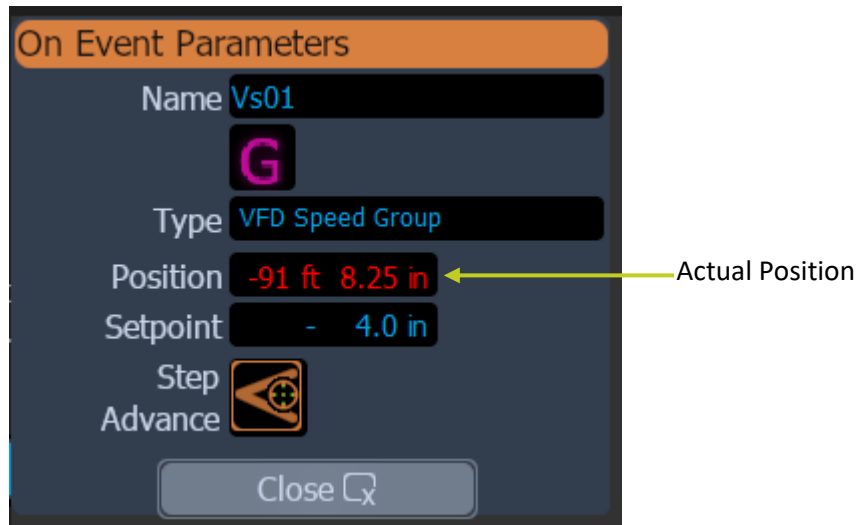 On Event Parameters
Name Vs01
G
Type VFD Speed Group
Position -91 ft 8.25 in Actual Position
Setpoint - 4.0 in
Step
Advance
Close x